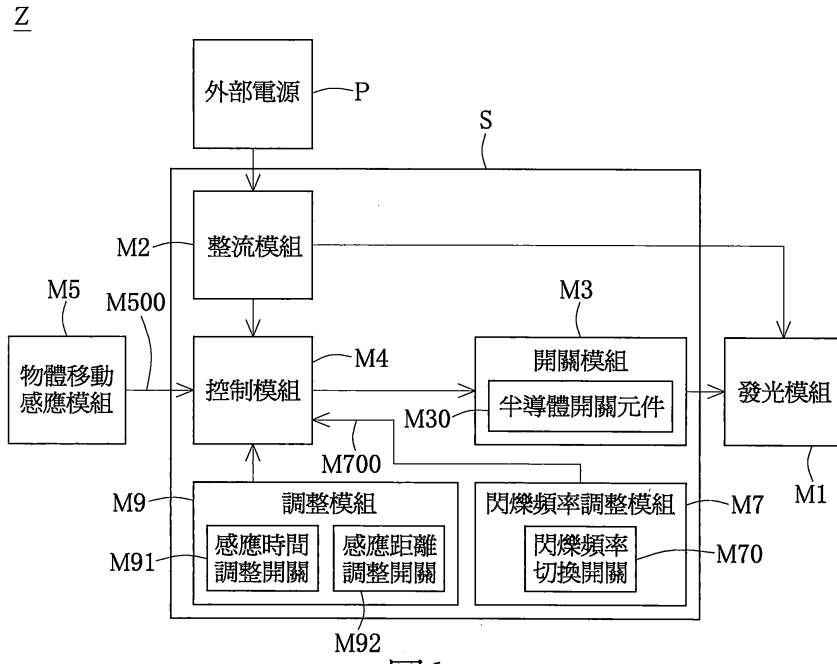 Z
外部電源
P
S
M2
整流模組
M5
M500
M3
物體移動
感應模組
控制模組
M4
開關模組
M30
半導體開關元件
發光模組
M1
M700
M9
調整模組
閃爍頻率調整模組
M7
M91
感應時間
調整開關
感應距離
調整開關
閃爍頻率
切換開關
M70
M92